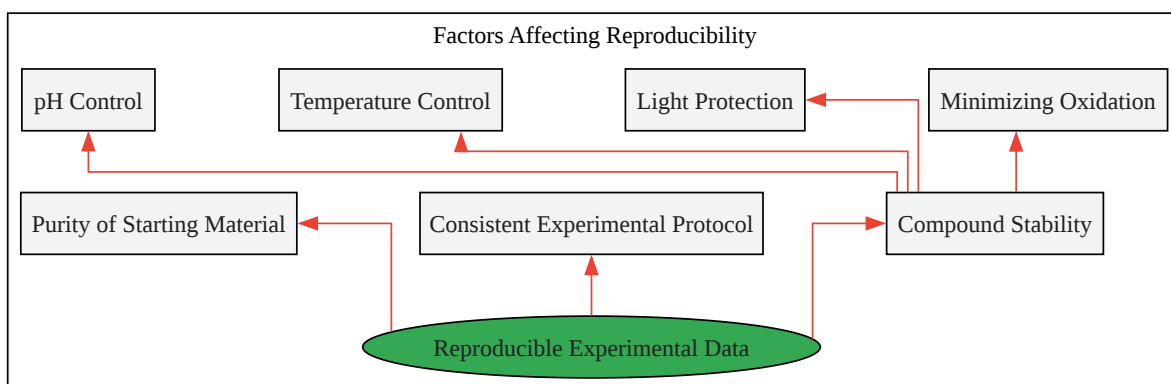 Factors Affecting Reproducibility
pH Control
Temperature Control
Light Protection
Minimizing Oxidation
Purity of Starting Material
Consistent Experimental Protocol
Compound Stability
Reproducible Experimental Data